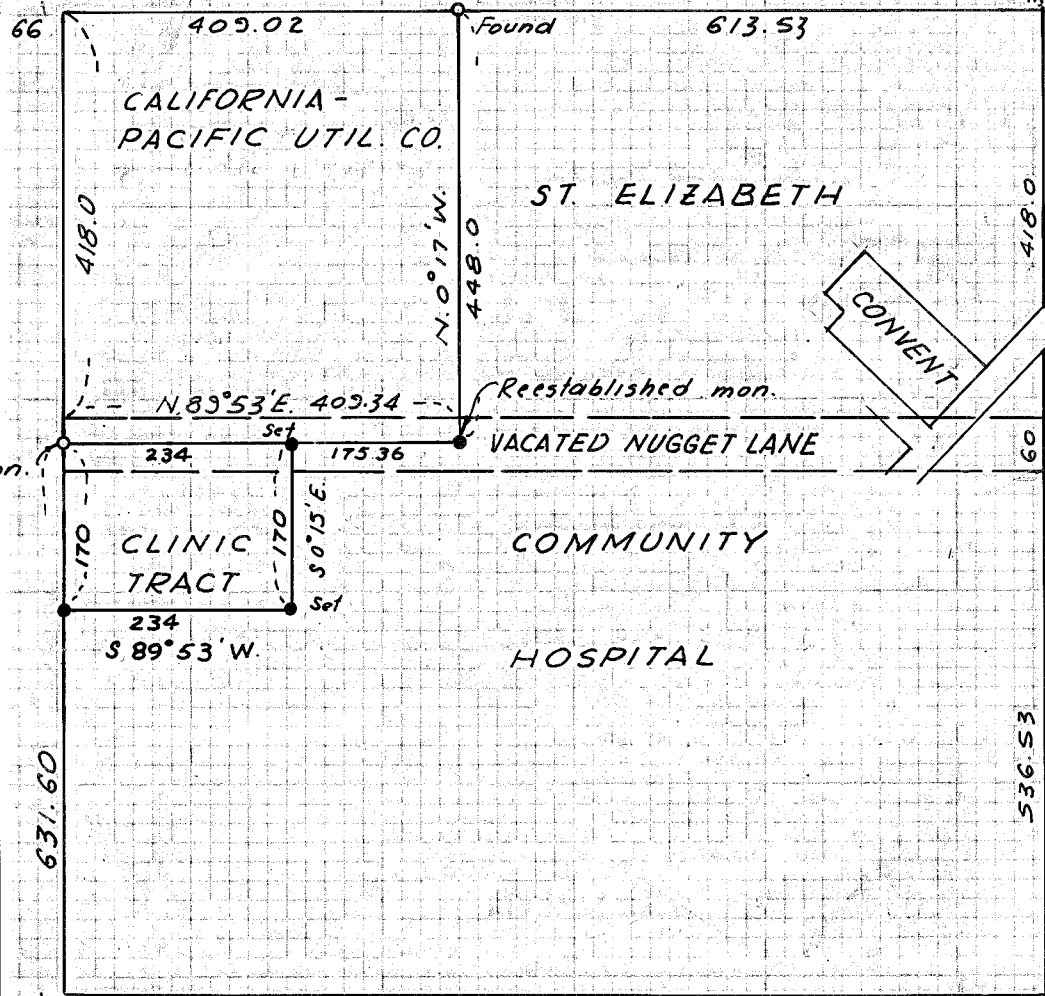 66
409.02
Found
613.53
CALIFORNIA-
PACIFIC UTIL. CO.
ST. ELIZABETH
418.0
N. 0° 17' W.
448.0
418.0
CONVENT
Reestablished mon.
N. 89° 53' E. 409.34
Set
234
175.36
VACATED NUGGET LANE
60
170
CLINIC
TRACT
170
S 0° 15' E.
COMMUNITY
Set
234
S 89° 53' W.
HOSPITAL
631.60
536.53